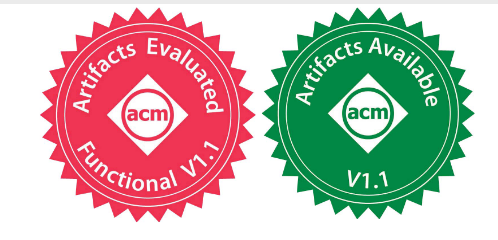 Artifacts Evaluated
acm
Functional V1.1
Artifacts Available
acm
V1.1